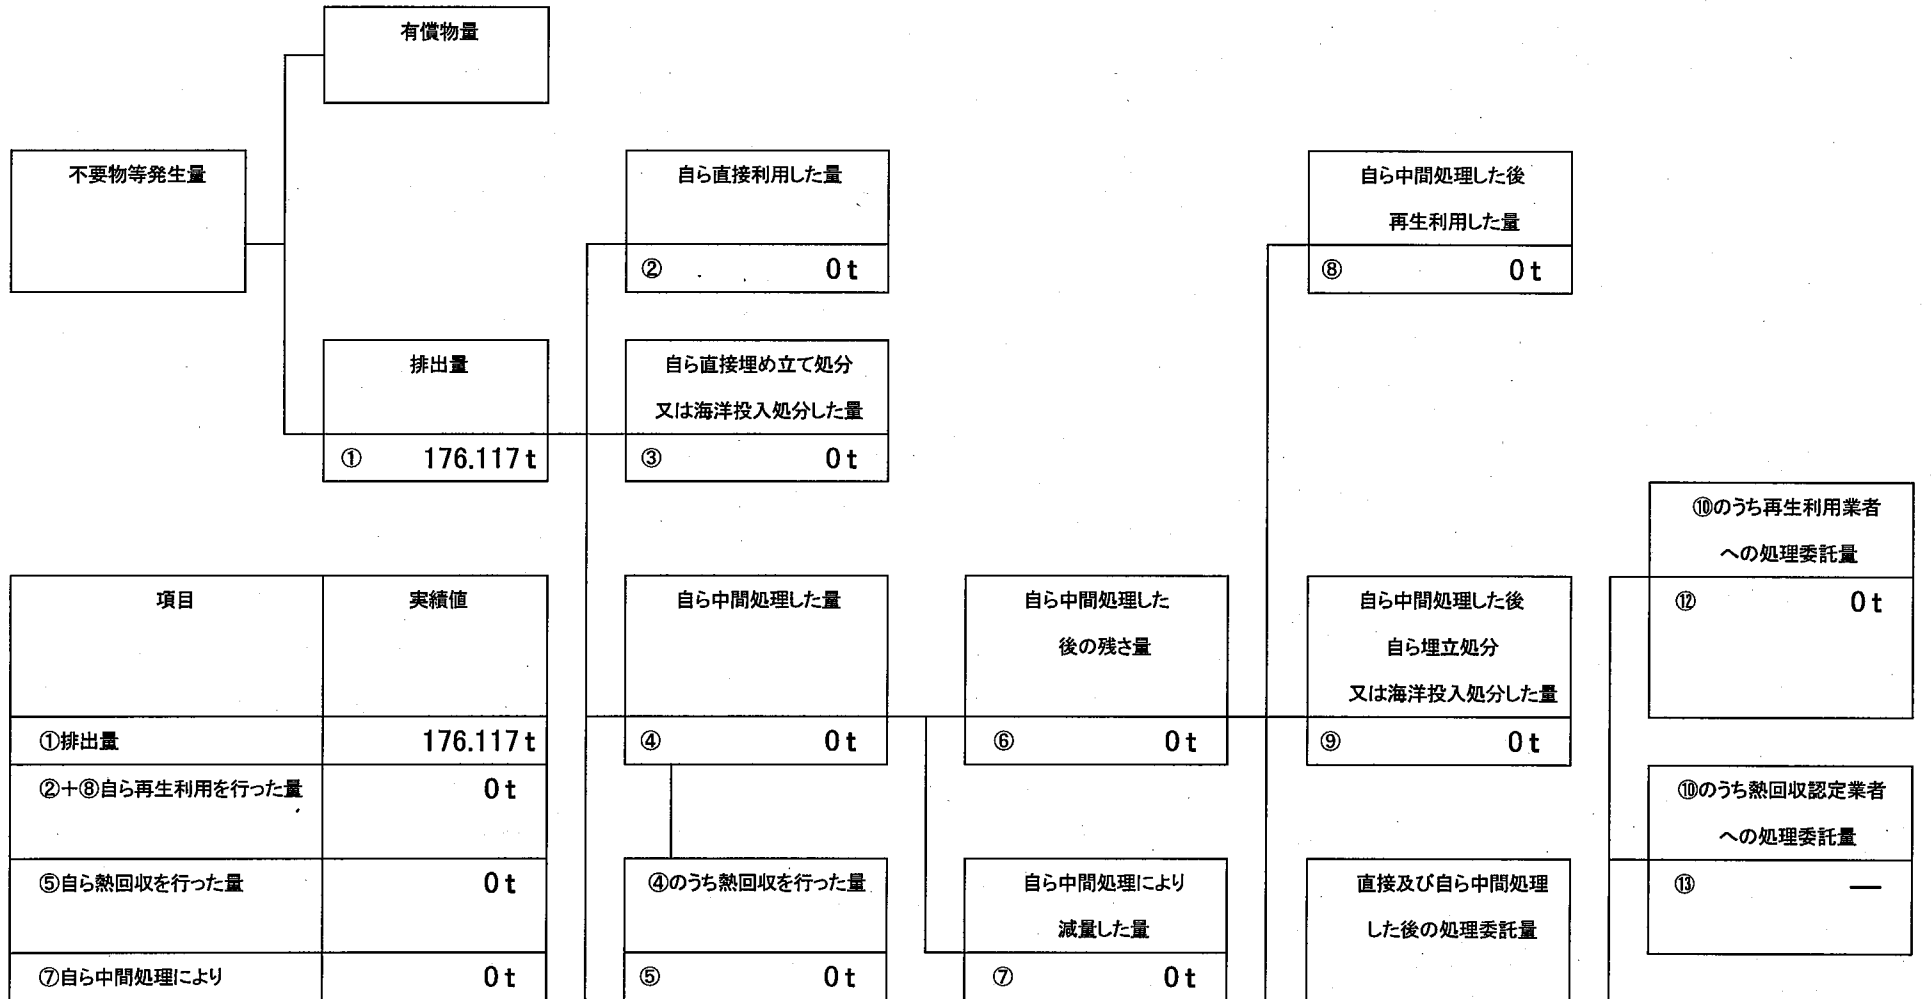 有償物量
不要物等発生量
自ら直接利用した量
② 0t
自ら中間処理した後
再生利用した量
⑧ 0t
排出量
① 176.117t
自ら直接埋め立て処分
又は海洋投入処分した量
③ 0t
⑩のうち再生利用業者
への処理委託量
⑫ 0t
項目 実績値
①排出量 176.117t
②+⑧自ら再生利用を行った量 0t
⑤自ら熱回収を行った量 0t
⑦自ら中間処理により 0t
自ら中間処理した量
④ 0t
自ら中間処理した
後の残さ量
⑥ 0t
自ら中間処理した後
自ら埋立処分
又は海洋投入処分した量
⑨ 0t
⑩のうち熱回収認定業者
への処理委託量
⑬ ―
④のうち熱回収を行った量
⑤ 0t
自ら中間処理により
減量した量
⑦ 0t
直接及び自ら中間処理
した後の処理委託量